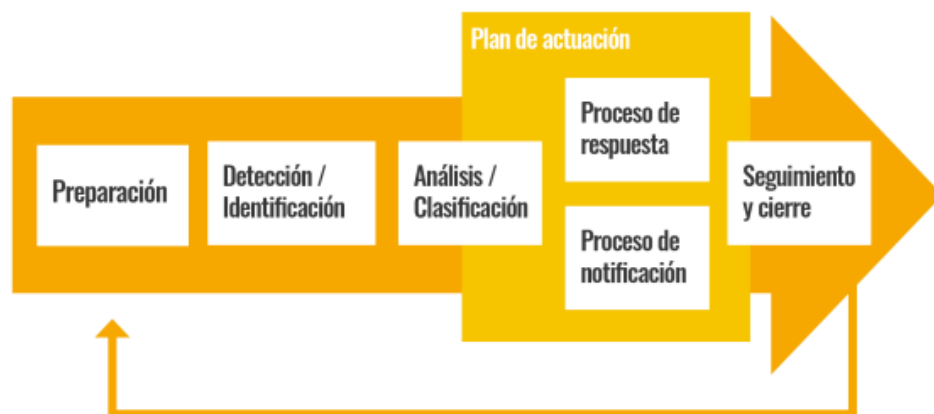 Plan de actuación
Preparación
Detección /
Identificación
Análisis /
Clasificación
Proceso de
respuesta
Proceso de
notificación
Seguimiento
y cierre